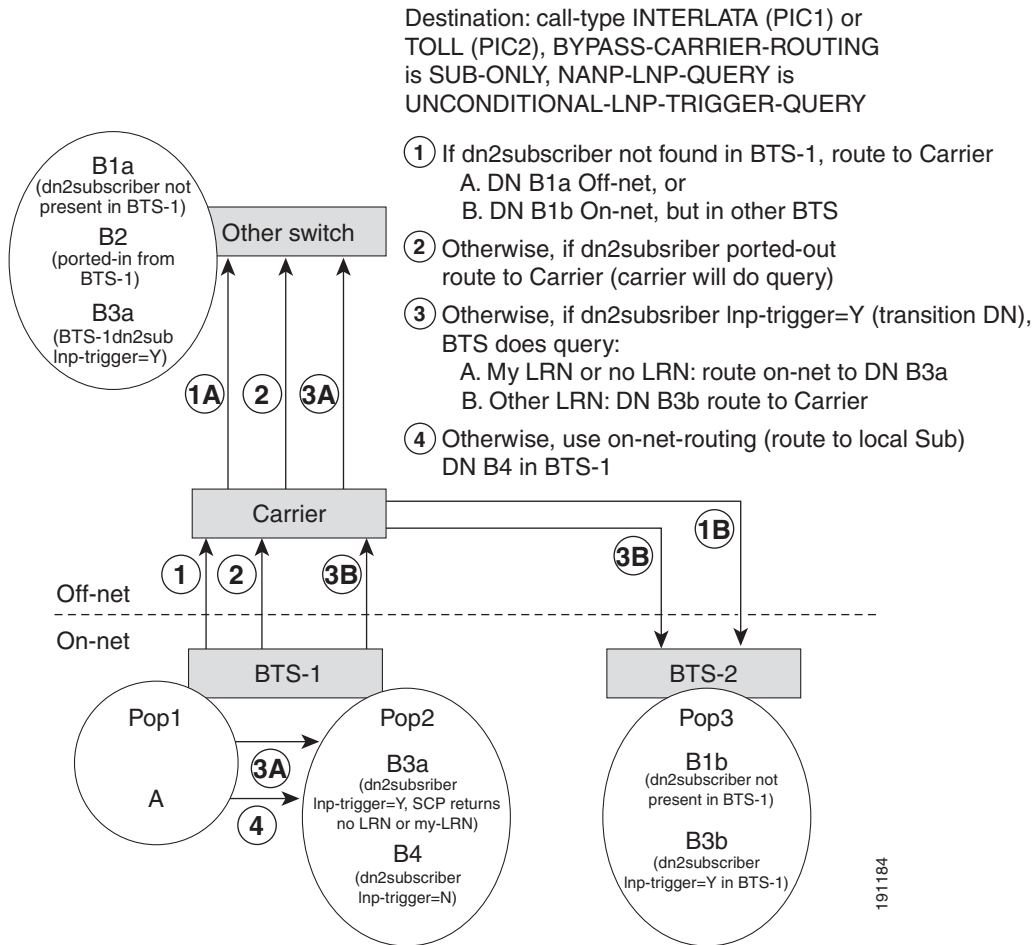 Destination: call-type INTERLATA (PIC1) or
TOLL (PIC2), BYPASS-CARRIER-ROUTING
is SUB-ONLY, NANP-LNP-QUERY is
UNCONDITIONAL-LNP-TRIGGER-QUERY
1 If dn2subscriber not found in BTS-1, route to Carrier
A. DN B1a Off-net, or
B. DN B1b On-net, but in other BTS
2 Otherwise, if dn2subsriber ported-out
route to Carrier (carrier will do query)
3 Otherwise, if dn2subsriber lnp-trigger=Y (transition DN),
BTS does query:
A. My LRN or no LRN: route on-net to DN B3a
B. Other LRN: DN B3b route to Carrier
4 Otherwise, use on-net-routing (route to local Sub)
DN B4 in BTS-1
B1a
(dn2subscriber not
present in BTS-1)
B2
(ported-in from
BTS-1)
B3a
(BTS-1dn2sub
lnp-trigger=Y)
Other switch
1A
2
3A
Carrier
1
2
3B
3B
1B
Off-net
On-net
BTS-1
BTS-2
Pop1
A
3A
4
Pop2
B3a
(dn2subsriber
lnp-trigger=Y, SCP returns
no LRN or my-LRN)
B4
(dn2subscriber
lnp-trigger=N)
Pop3
B1b
(dn2subscriber not
present in BTS-1)
B3b
(dn2subscriber
lnp-trigger=Y in BTS-1)
191184